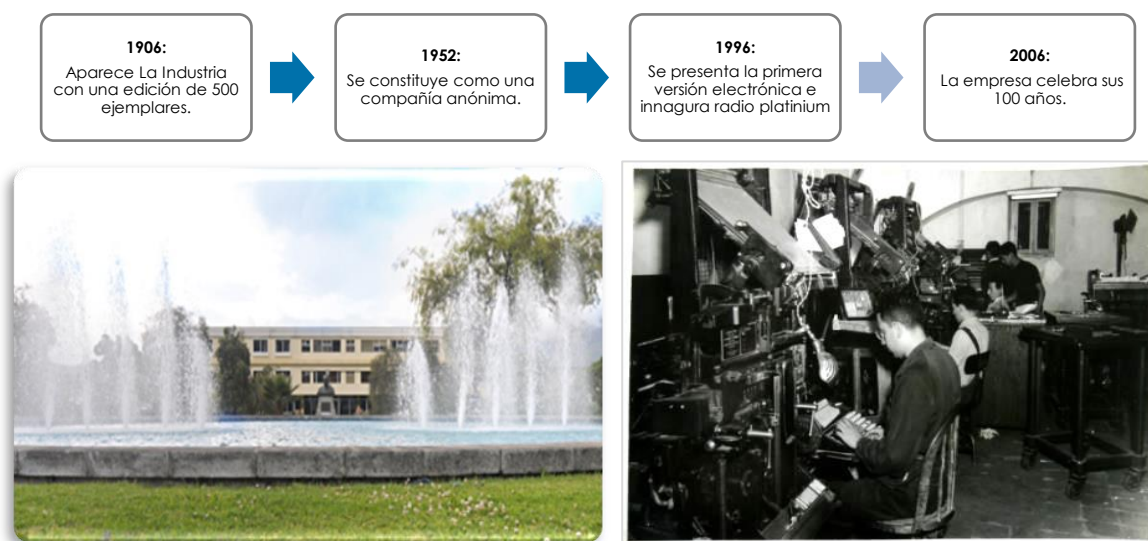 1906:
Aparece La Industria
con una edición de 500
ejemplares.
1952:
Se constituye como una
compañía anónima.
1996:
Se presenta la primera
versión electrónica e
innagura radio platinium
2006:
La empresa celebra sus
100 años.